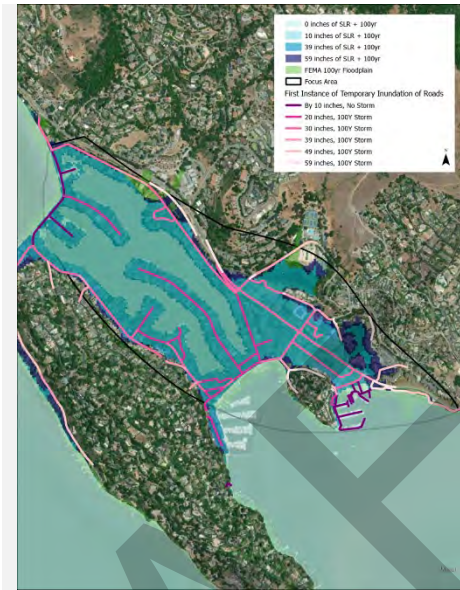 0 inches of SLR + 100yr
10 inches of SLR + 100yr
39 inches of SLR + 100yr
59 inches of SLR + 100yr
FEMA 100yr Floodplain
Focus Area
First Instance of Temporary Inundation of Roads
By 10 inches, No Storm
20 inches, 100Y Storm
30 inches, 100Y Storm
39 inches, 100Y Storm
49 inches, 100Y Storm
59 inches, 100Y Storm